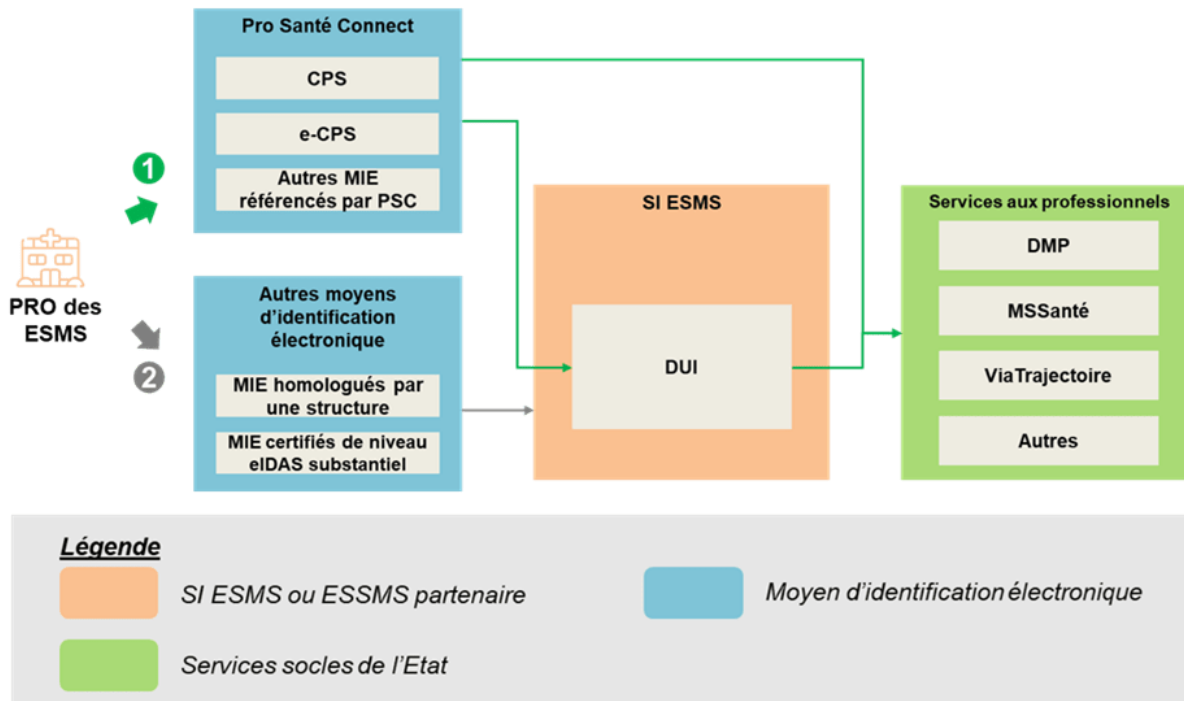 Pro Santé Connect
CPS
e-CPS
Autres MIE
référencés par PSC
1
PRO des
ESMS
2
Autres moyens
d’identification
électronique
MIE homologués par
une structure
MIE certifiés de niveau
eIDAS substantiel
SI ESMS
DUI
Services aux professionnels
DMP
MSSanté
ViaTrajectoire
Autres
Légende
SI ESMS ou ESSMS partenaire
Moyen d’identification électronique
Services socles de l’Etat